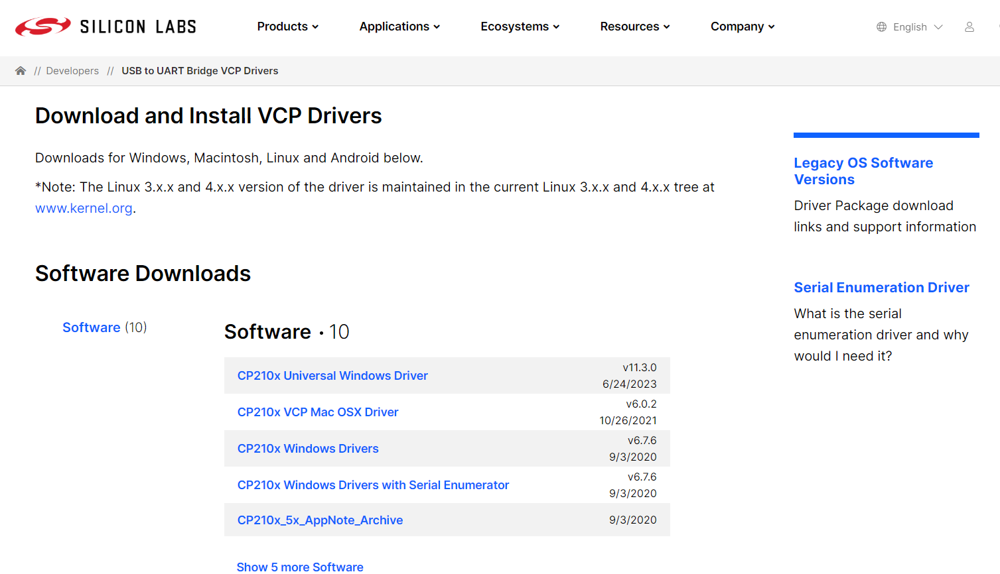 SILICON LABS
Products
Applications
Ecosystems
Resources
Company
English
// Developers // USB to UART Bridge VCP Drivers
Download and Install VCP Drivers
Downloads for Windows, Macintosh, Linux and Android below.
*Note: The Linux 3.x.x and 4.x.x version of the driver is maintained in the current Linux 3.x.x and 4.x.x tree at
www.kernel.org.
Software Downloads
Software (10)
Software • 10
CP210x Universal Windows Driver
v11.3.0
6/24/2023
CP210x VCP Mac OSX Driver
v6.0.2
10/26/2021
CP210x Windows Drivers
v6.7.6
9/3/2020
CP210x Windows Drivers with Serial Enumerator
v6.7.6
9/3/2020
CP210x_5x_AppNote_Archive
9/3/2020
Show 5 more Software
Legacy OS Software
Versions
Driver Package download
links and support information
Serial Enumeration Driver
What is the serial
enumeration driver and why
would I need it?